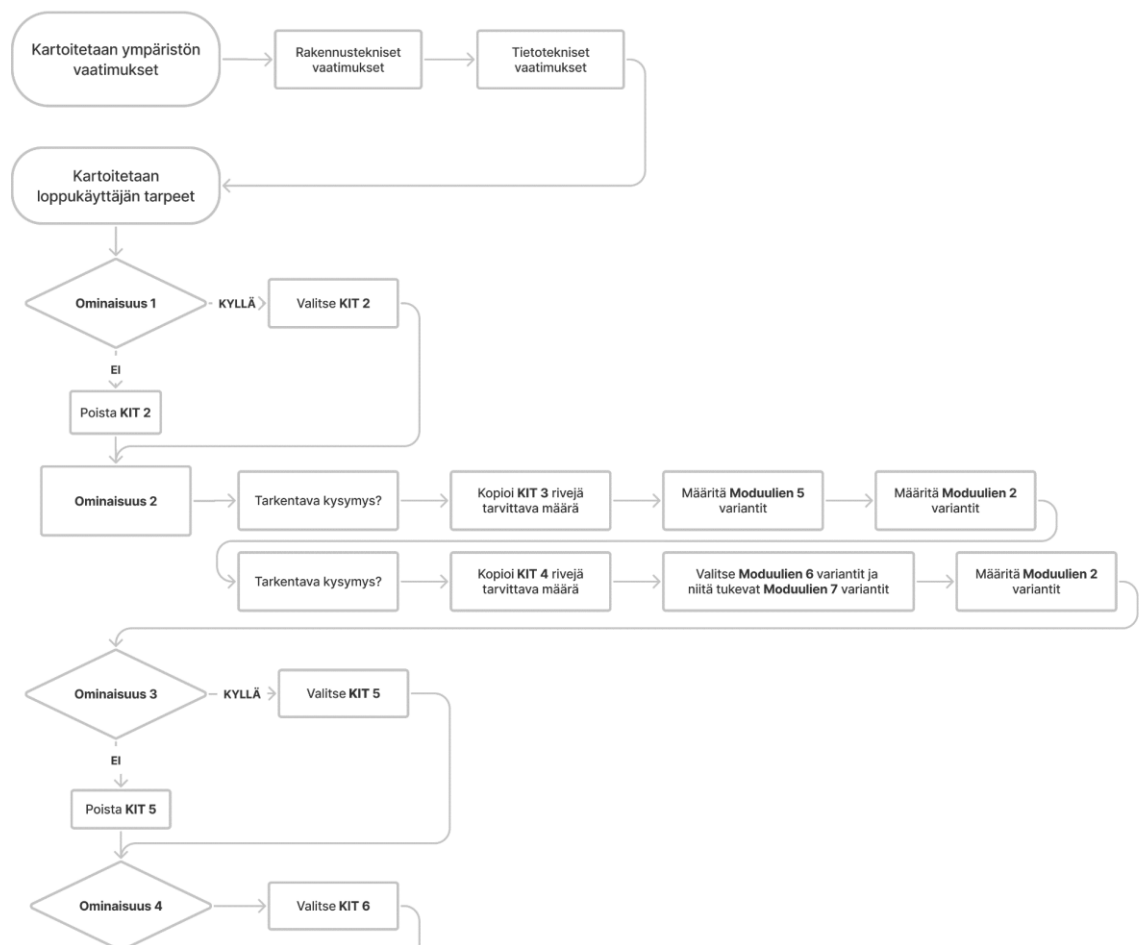 Kartoitetaan ympäristön
vaatimukset
Rakennustekniset
vaatimukset
Tietotekniset
vaatimukset
Kartoitetaan
loppukäyttäjän tarpeet
Ominaisuus 1
KYLLÄ
Valitse KIT 2
EI
Poista KIT 2
Ominaisuus 2
Tarkentava kysymys?
Kopioi KIT 3 rivejä
tarvittava määrä
Määritä Moduulien 5
variantit
Määritä Moduulien 2
variantit
Tarkentava kysymys?
Kopioi KIT 4 rivejä
tarvittava määrä
Valitse Moduulien 6 variantit ja
niitä tukevat Moduulien 7 variantit
Määritä Moduulien 2
variantit
Ominaisuus 3
KYLLÄ
Valitse KIT 5
EI
Poista KIT 5
Ominaisuus 4
Valitse KIT 6